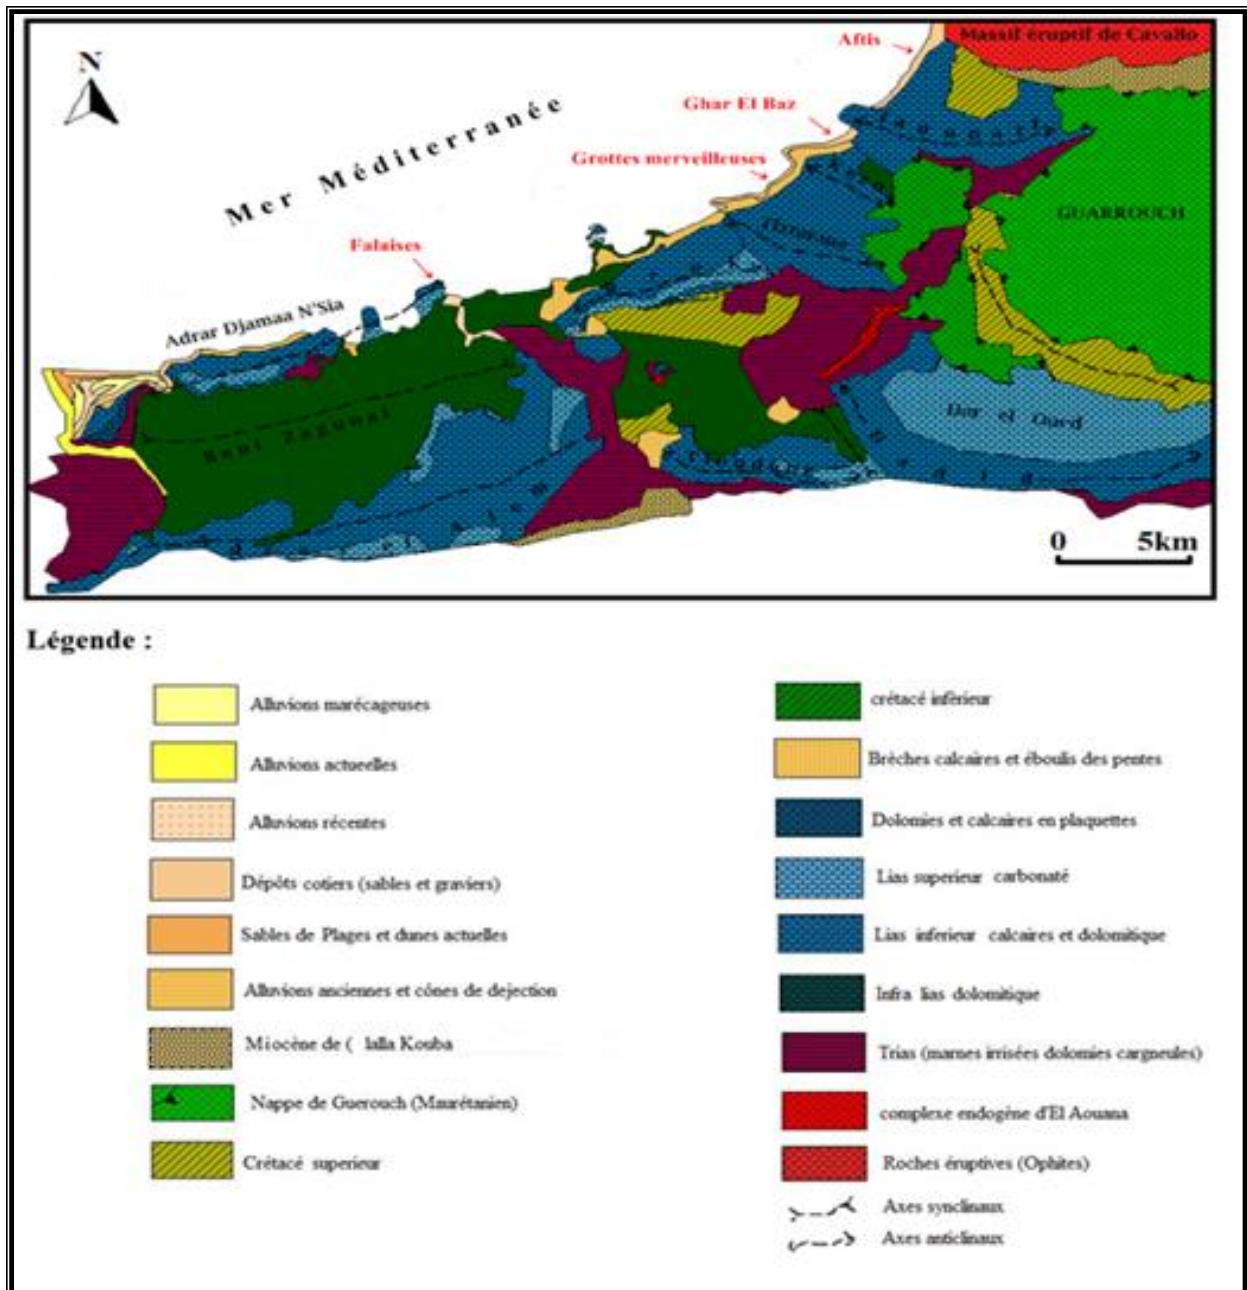 Massif éruptif de Cavallo
Aftis
N
Ghar El Baz
Mer Méditerranée
Taounatt
Grottes merveilleuses
GUARROUCH
Falaises
Adrar Djamaa N'Sia
Beni Zagunai
Dar el Oued
0 5km
Légende :
Alluvions marécageuses
Alluvions actueelles
Alluvions récentes
Dépôts cotiers (sables et graviers)
Sables de Plages et dunes actuelles
Alluvions anciennes et cônes de dejection
Miocène de ( lalla Kouba
Nappe de Guerouch (Maurétanien)
Crétacé superieur
crétacé infèrieur
Brèches calcaires et éboulis des pentes
Dolomies et calcaires en plaquettes
Lias superieur carbonaté
Lias inferieur calcaires et dolomitique
Infra lias dolomitique
Trias (marnes irrisées dolomies cargneules)
complexe endogène d'El Aouana
Roches éruptives (Ophites)
Axes synclinaux
Axes anticlinaux